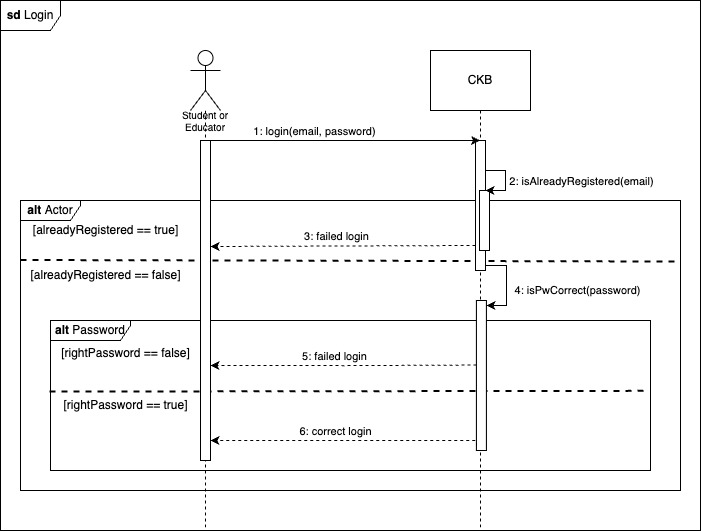 sd Login
Student or
Educator
CKB
1: login(email, password)
2: isAlreadyRegistered(email)
alt Actor
[alreadyRegistered == true]
3: failed login
[alreadyRegistered == false]
4: isPwCorrect(password)
alt Password
[rightPassword == false]
5: failed login
[rightPassword == true]
6: correct login